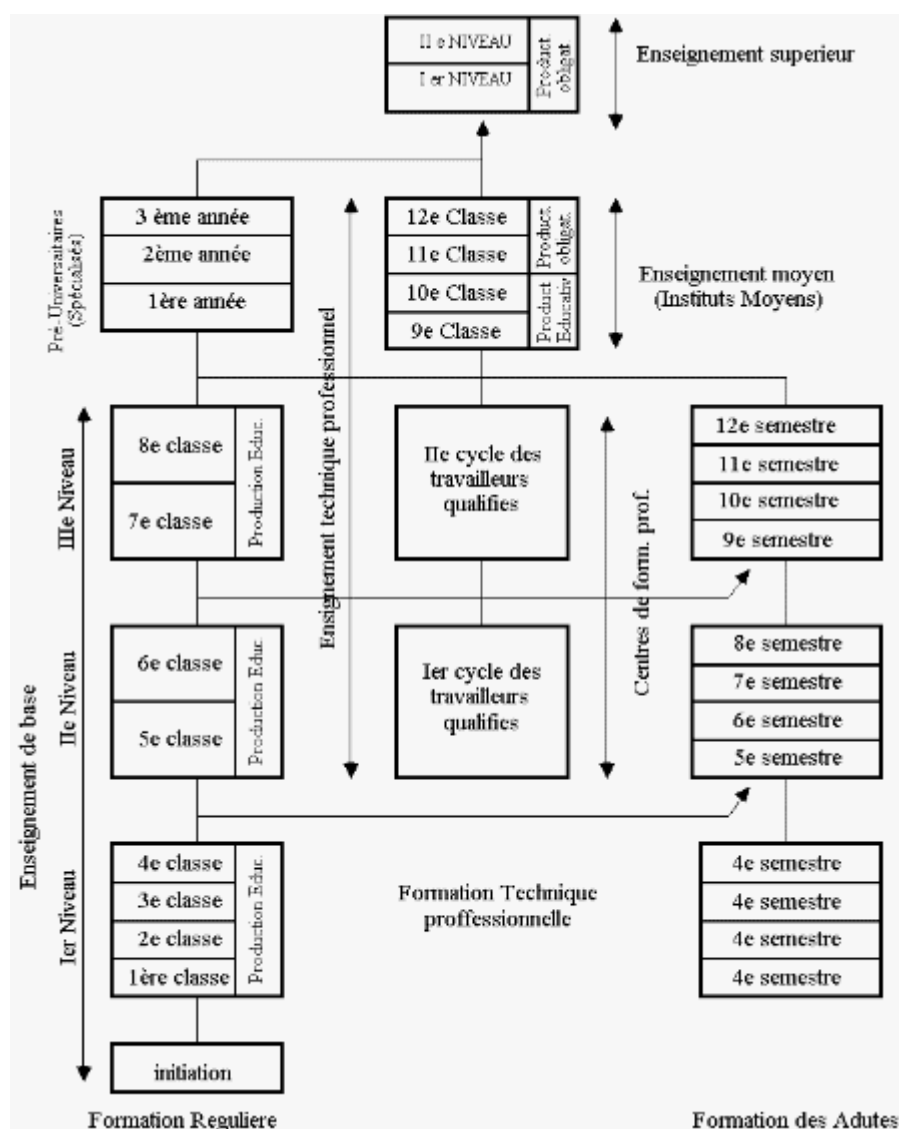 II e NIVEAU
I er NIVEAU
Product.
obligat.
Enseignement superieur
Pré-Universitaires
(Spécialisés)
3 ème année
2ème année
1ère année
Ensignement technique professionnel
12e Classe
11e Classe
10e Classe
9e Classe
Product.
obligat.
Product
Educativ
Enseignement moyen
(Instituts Moyens)
Enseignement de base
IIIe Niveau
8e classe
7e classe
Production Educ.
IIe cycle des
travailleurs
qualifies
Centres de form. prof.
12e semestre
11e semestre
10e semestre
9e semestre
IIe Niveau
6e classe
5e classe
Production Educ.
Ier cycle des
travailleurs
qualifies
8e semestre
7e semestre
6e semestre
5e semestre
Ier Niveau
4e classe
3e classe
2e classe
1ère classe
Production Educ.
Formation Technique
proffessionnelle
4e semestre
4e semestre
4e semestre
4e semestre
initiation
Formation Reguliere
Formation des Adutes